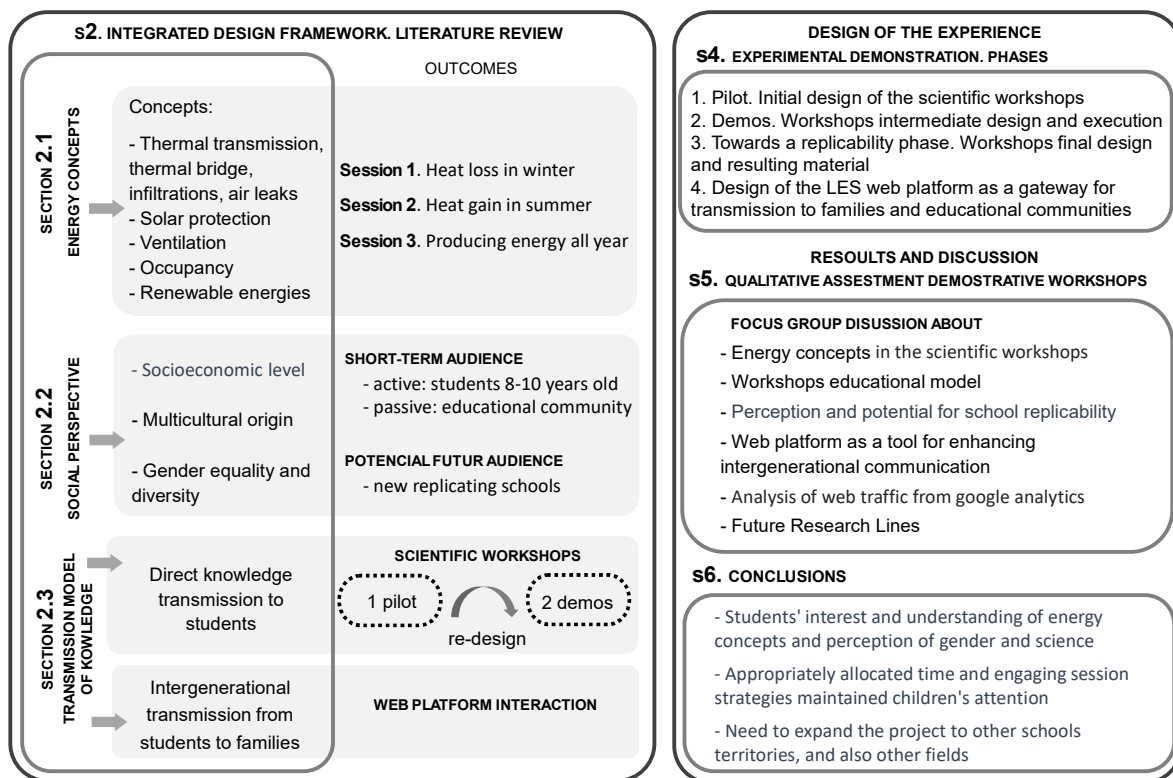 s2. INTEGRATED DESIGN FRAMEWORK. LITERATURE REVIEW
OUTCOMES
SECTION 2.1
ENERGY CONCEPTS
Concepts:
- Thermal transmission,
thermal bridge,
infiltrations, air leaks
- Solar protection
- Ventilation
- Occupancy
- Renewable energies
Session 1. Heat loss in winter
Session 2. Heat gain in summer
Session 3. Producing energy all year
SECTION 2.2
SOCIAL PERSPECTIVE
- Socioeconomic level
- Multicultural origin
- Gender equality and
diversity
SHORT-TERM AUDIENCE
- active: students 8-10 years old
- passive: educational community
POTENCIAL FUTUR AUDIENCE
- new replicating schools
SECTION 2.3
TRANSMISSION MODEL
OF KOWLEDGE
Direct knowledge
transmission to
students
SCIENTIFIC WORKSHOPS
1 pilot
2 demos
re-design
Intergenerational
transmission from
students to families
WEB PLATFORM INTERACTION
DESIGN OF THE EXPERIENCE
s4. EXPERIMENTAL DEMONSTRATION. PHASES
1. Pilot. Initial design of the scientific workshops
2. Demos. Workshops intermediate design and execution
3. Towards a replicability phase. Workshops final design
and resulting material
4. Design of the LES web platform as a gateway for
transmission to families and educational communities
RESOULTS AND DISCUSSION
s5. QUALITATIVE ASSESTMENT DEMOSTRATIVE WORKSHOPS
FOCUS GROUP DISUSSION ABOUT
- Energy concepts in the scientific workshops
- Workshops educational model
- Perception and potential for school replicability
- Web platform as a tool for enhancing
intergenerational communication
- Analysis of web traffic from google analytics
- Future Research Lines
s6. CONCLUSIONS
- Students' interest and understanding of energy
concepts and perception of gender and science
- Appropriately allocated time and engaging session
strategies maintained children's attention
- Need to expand the project to other schools
territories, and also other fields